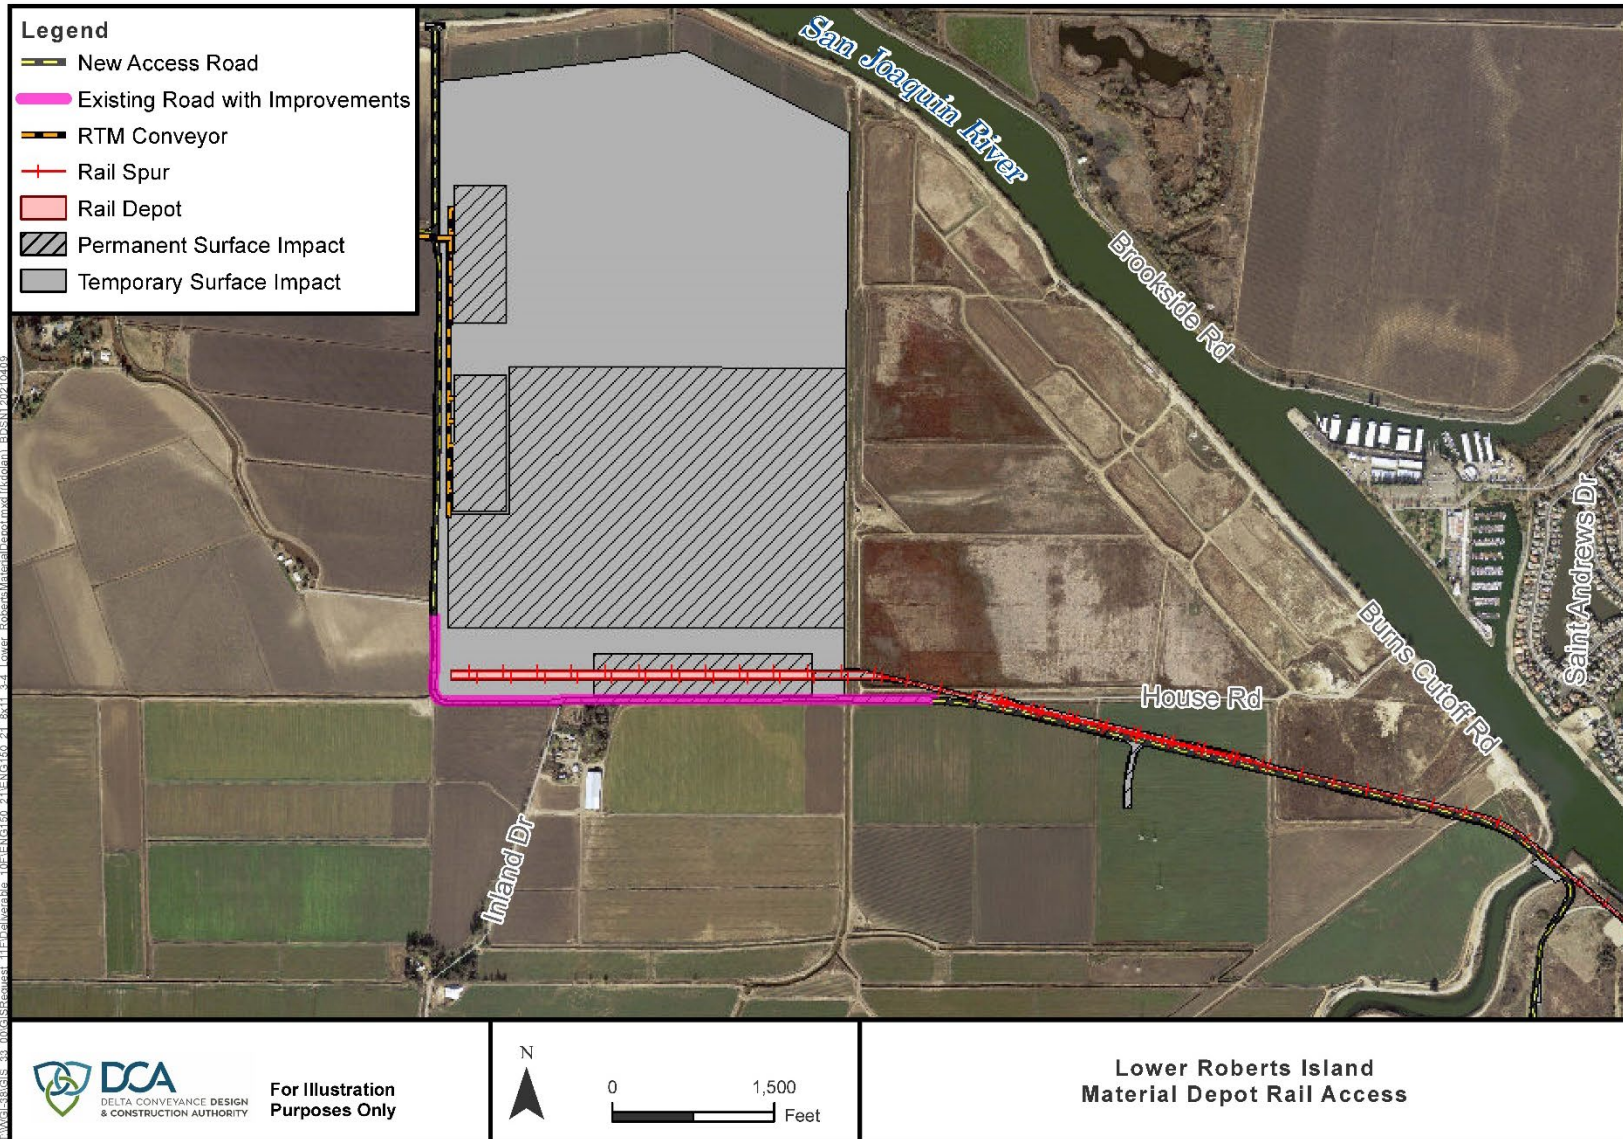 Legend
New Access Road
Existing Road with Improvements
RTM Conveyor
Rail Spur
Rail Depot
Permanent Surface Impact
Temporary Surface Impact
San Joaquin River
Brookside Rd
Saint Andrews Dr
Burns Cutoff Rd
House Rd
Inland Dr
DCA
DELTA CONVEYANCE DESIGN
& CONSTRUCTION AUTHORITY
For Illustration
Purposes Only
N
0 1,500
Feet
Lower Roberts Island
Material Depot Rail Access